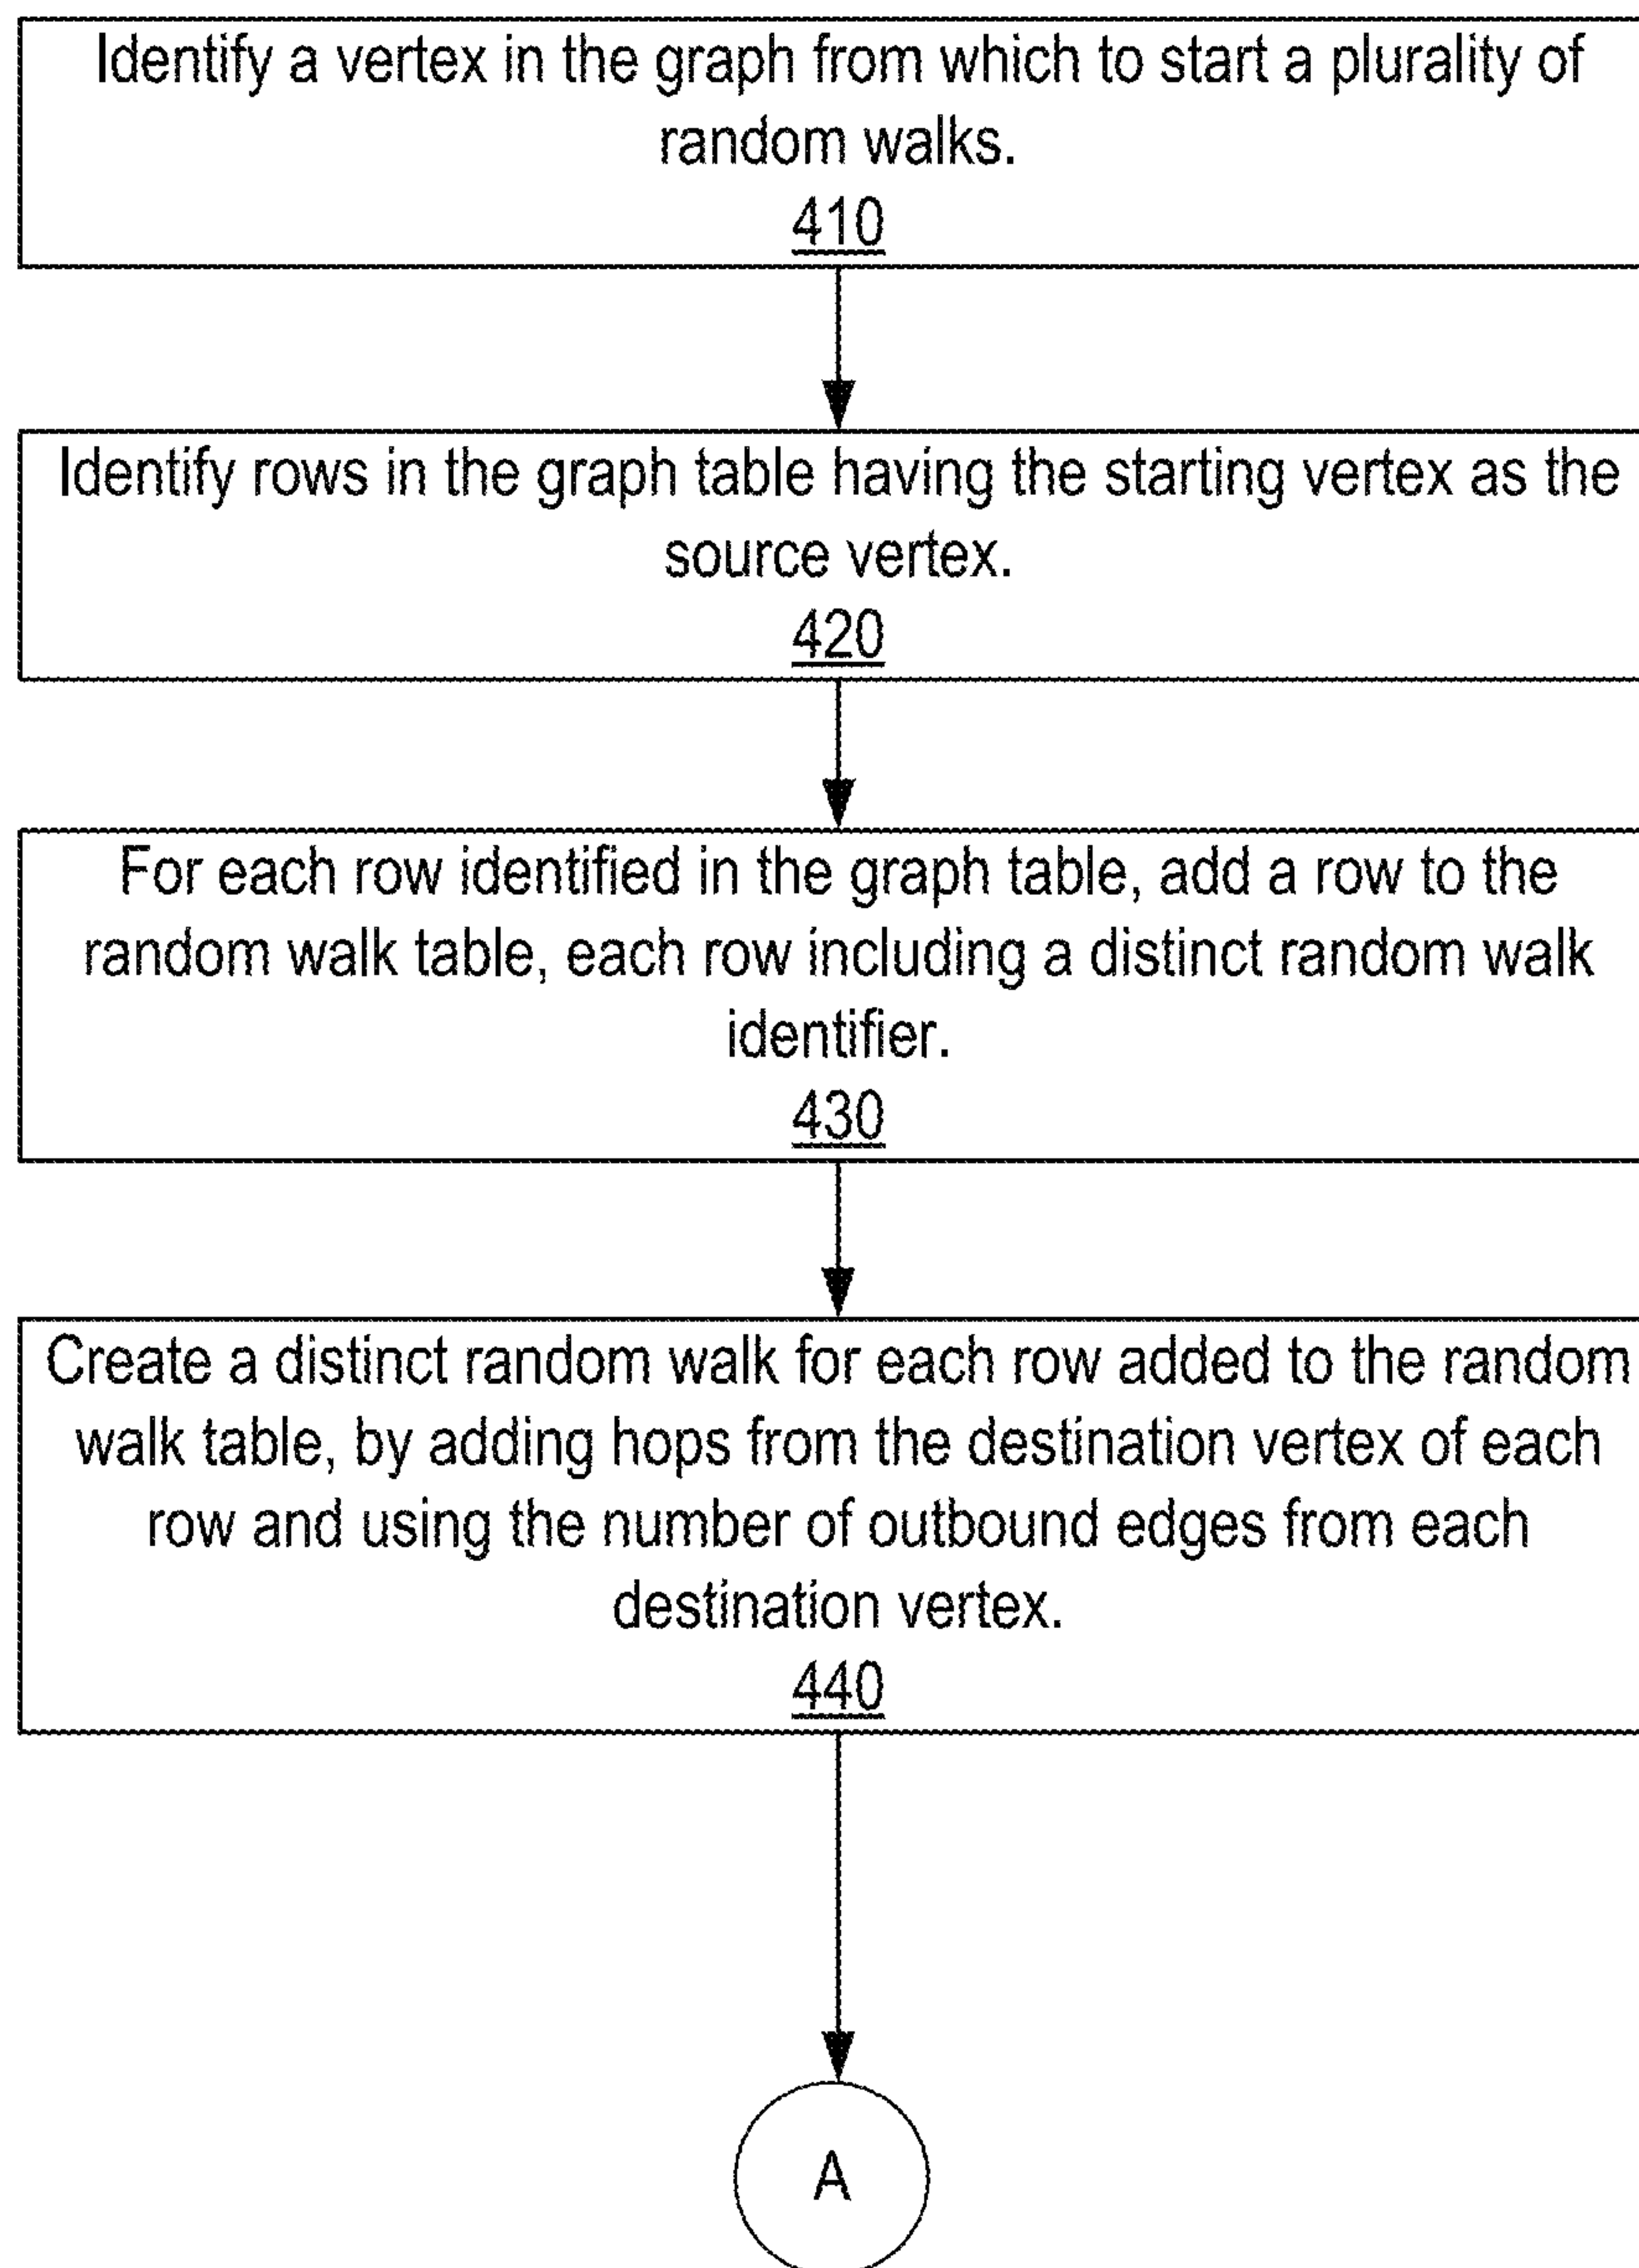 Identify a vertex in the graph from which to start a plurality of
random walks.
410
Identify rows in the graph table having the starting vertex as the
source vertex.
420
For each row identified in the graph table, add a row to the
random walk table, each row including a distinct random walk
identifier.
430
Create a distinct random walk for each row added to the random
walk table, by adding hops from the destination vertex of each
row and using the number of outbound edges from each
destination vertex.
440
A